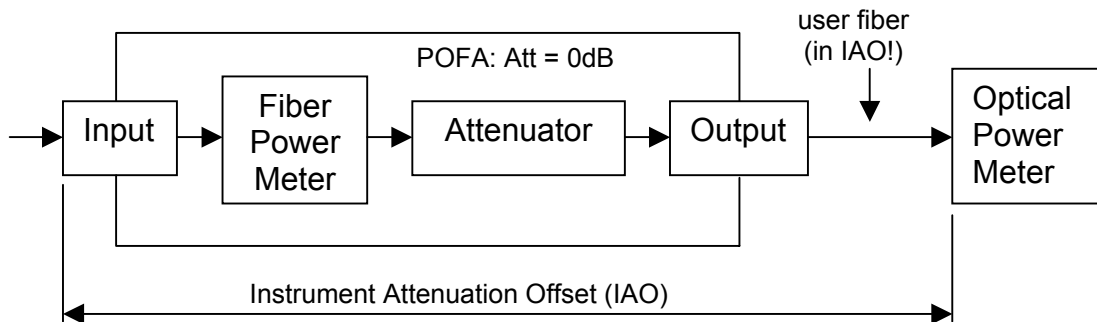 user fiber
(in IAO!)
POFA: Att = 0dB
Input
Fiber
Power
Meter
Attenuator
Output
Optical
Power
Meter
Instrument Attenuation Offset (IAO)